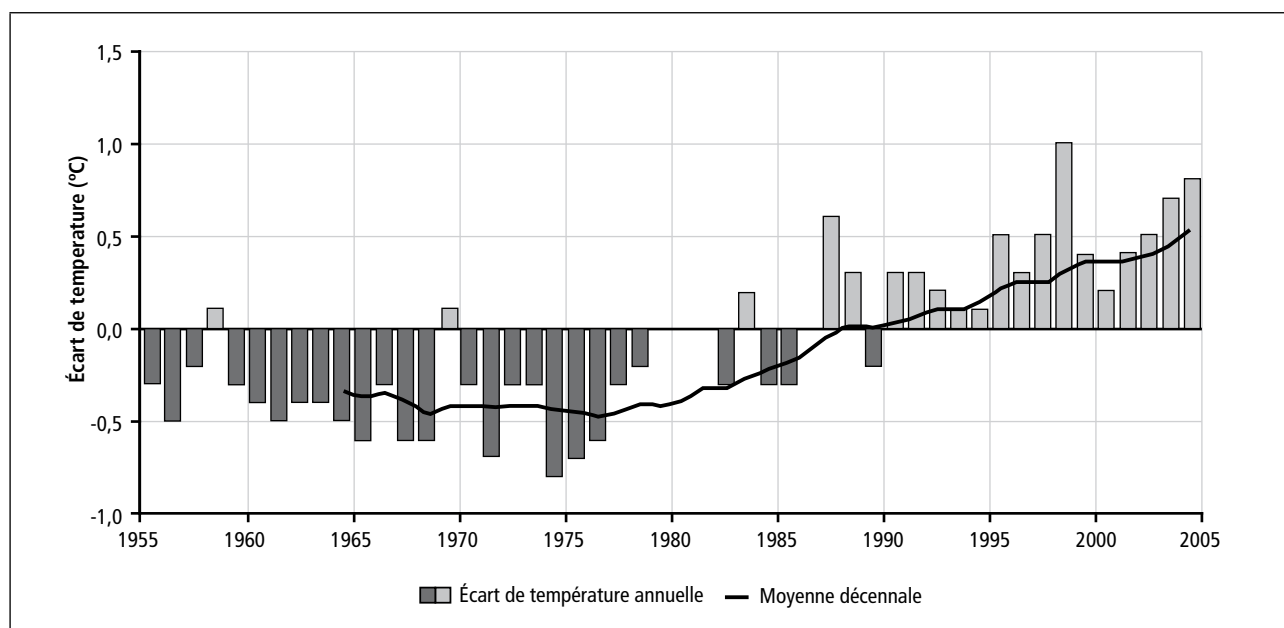 1,5
1,0
0,5
0,0
-0,5
-1,0
Écart de temperature (ºC)
1955 1960 1965 1970 1975 1980 1985 1990 1995 2000 2005
Écart de température annuelle Moyenne décennale